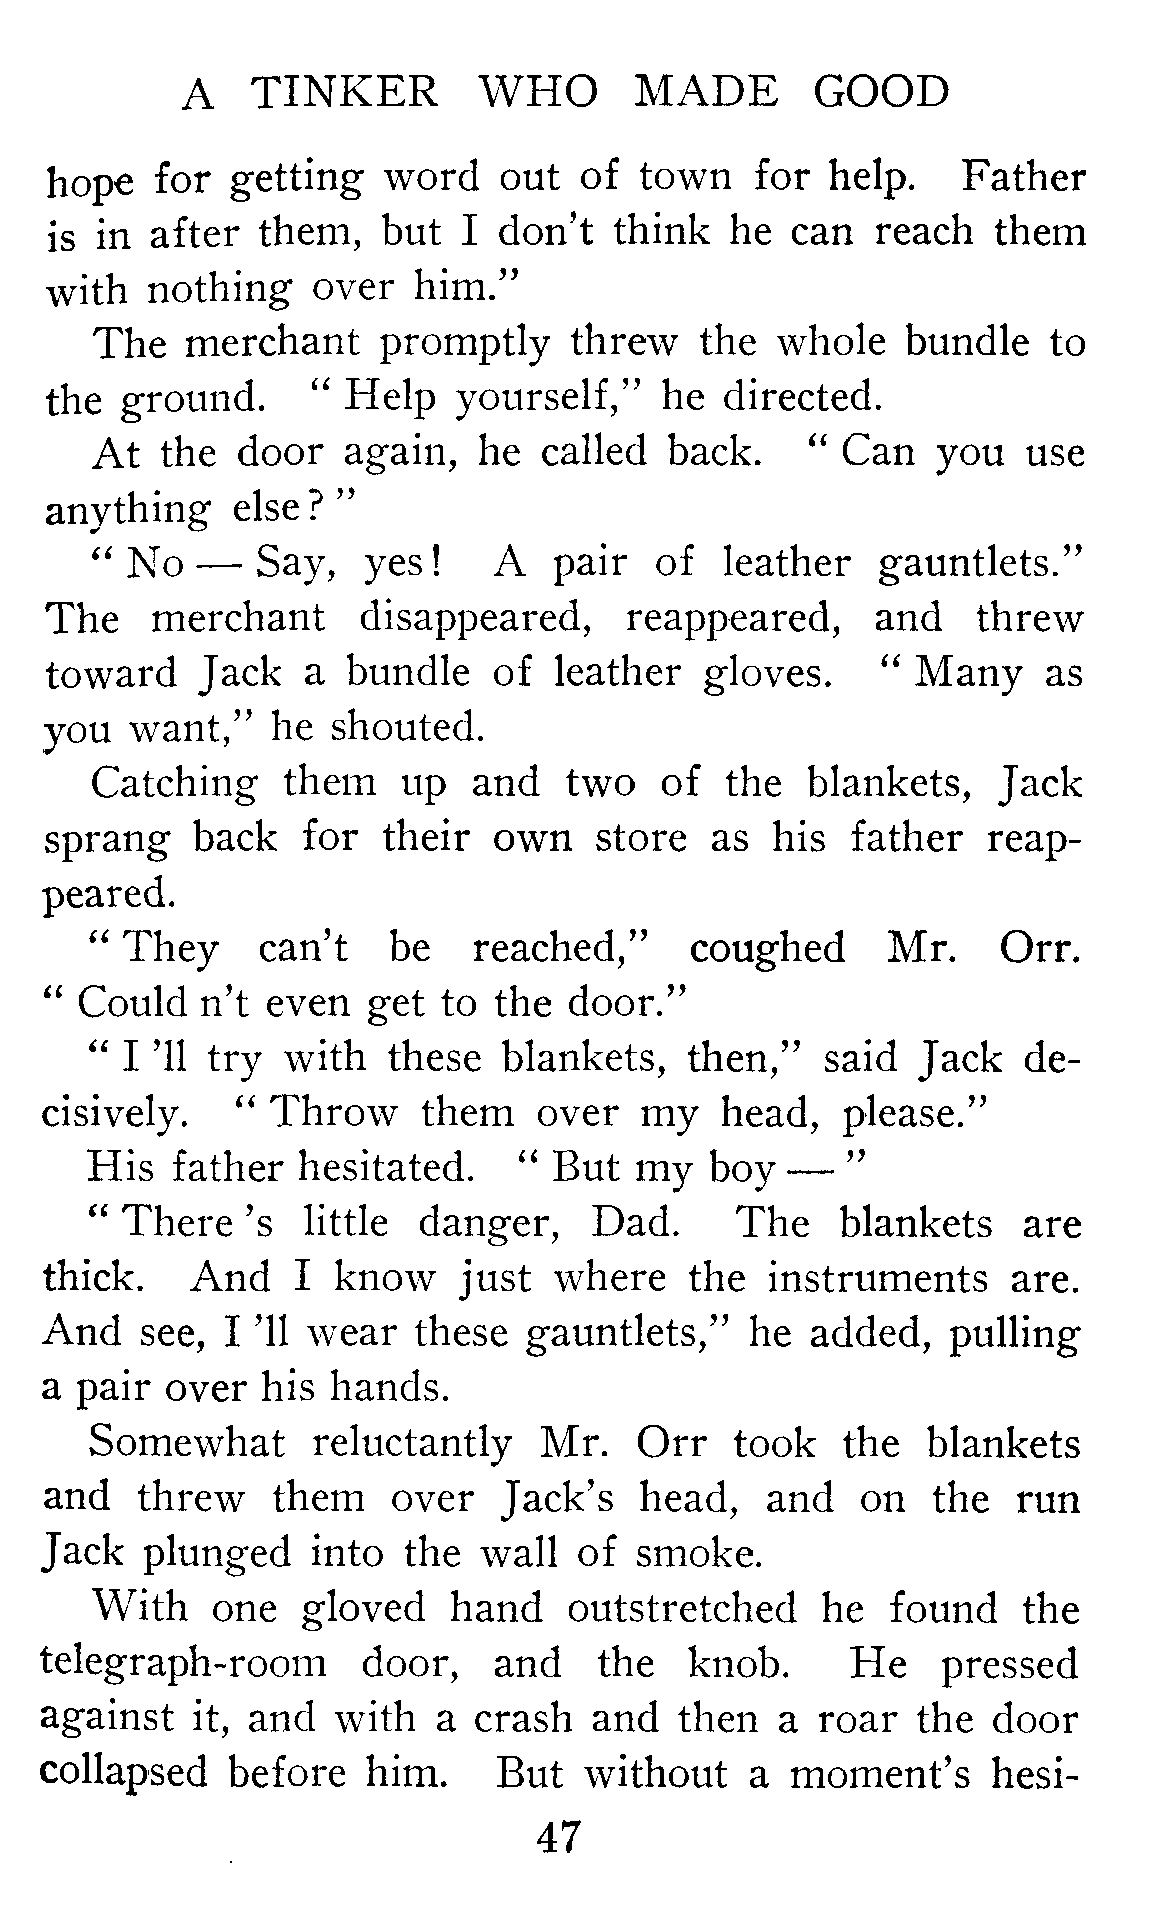 A TINKER WHO MADE GOOD
hope for getting word out of town for help. Father
is in after them, but I don't think he can reach them
with nothing over him."
The merchant promptly threw the whole bundle to
the ground. " Help yourself," he directed.
At the door again, he called back. " Can you use
anything else? "
" No — Say, yes! A pair of leather gauntlets."
The merchant disappeared, reappeared, and threw
toward Jack a bundle of leather gloves. " Many as
you want," he shouted.
Catching them up and two of the blankets, Jack
sprang back for their own store as his father reap-
peared.
" They can't be reached," coughed Mr. Orr.
" Could n't even get to the door."
" I 'll try with these blankets, then," said Jack de-
cisively. " Throw them over my head, please."
His father hesitated. " But my boy — "
" There 's little danger, Dad. The blankets are
thick. And I know just where the instruments are.
And see, I 'll wear these gauntlets," he added, pulling
a pair over his hands.
Somewhat reluctantly Mr. Orr took the blankets
and threw them over Jack's head, and on the run
Jack plunged into the wall of smoke.
With one gloved hand outstretched he found the
telegraph-room door, and the knob. He pressed
against it, and with a crash and then a roar the door
collapsed before him. But without a moment's hesi-
47